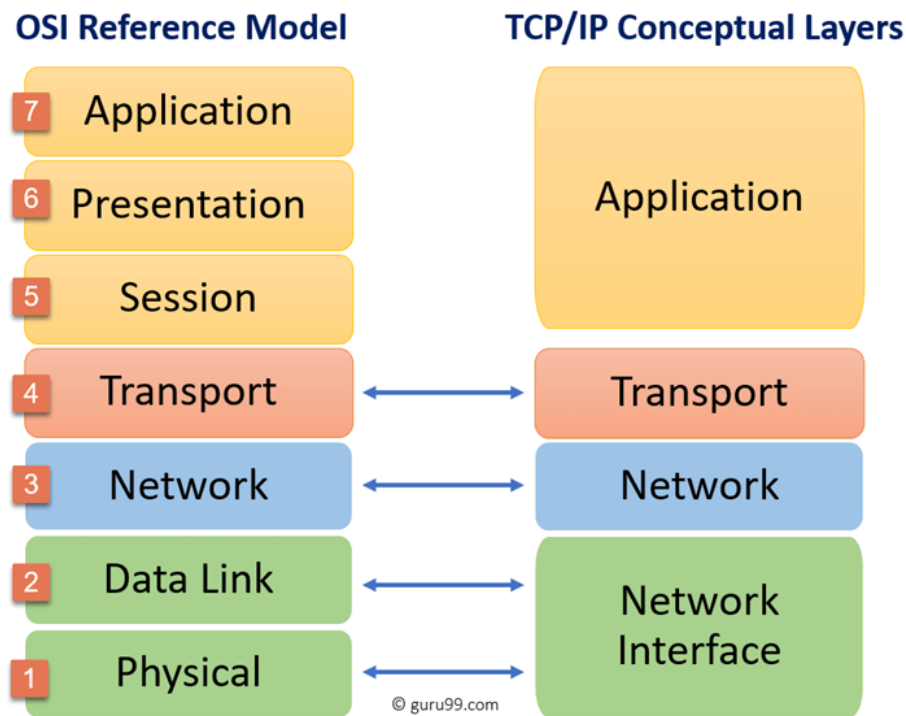 OSI Reference Model
TCP/IP Conceptual Layers
7
Application
6
Presentation
5
Session
4
Transport
3
Network
2
Data Link
1
Physical
Application
Transport
Network
Network
Interface
© guru99.com